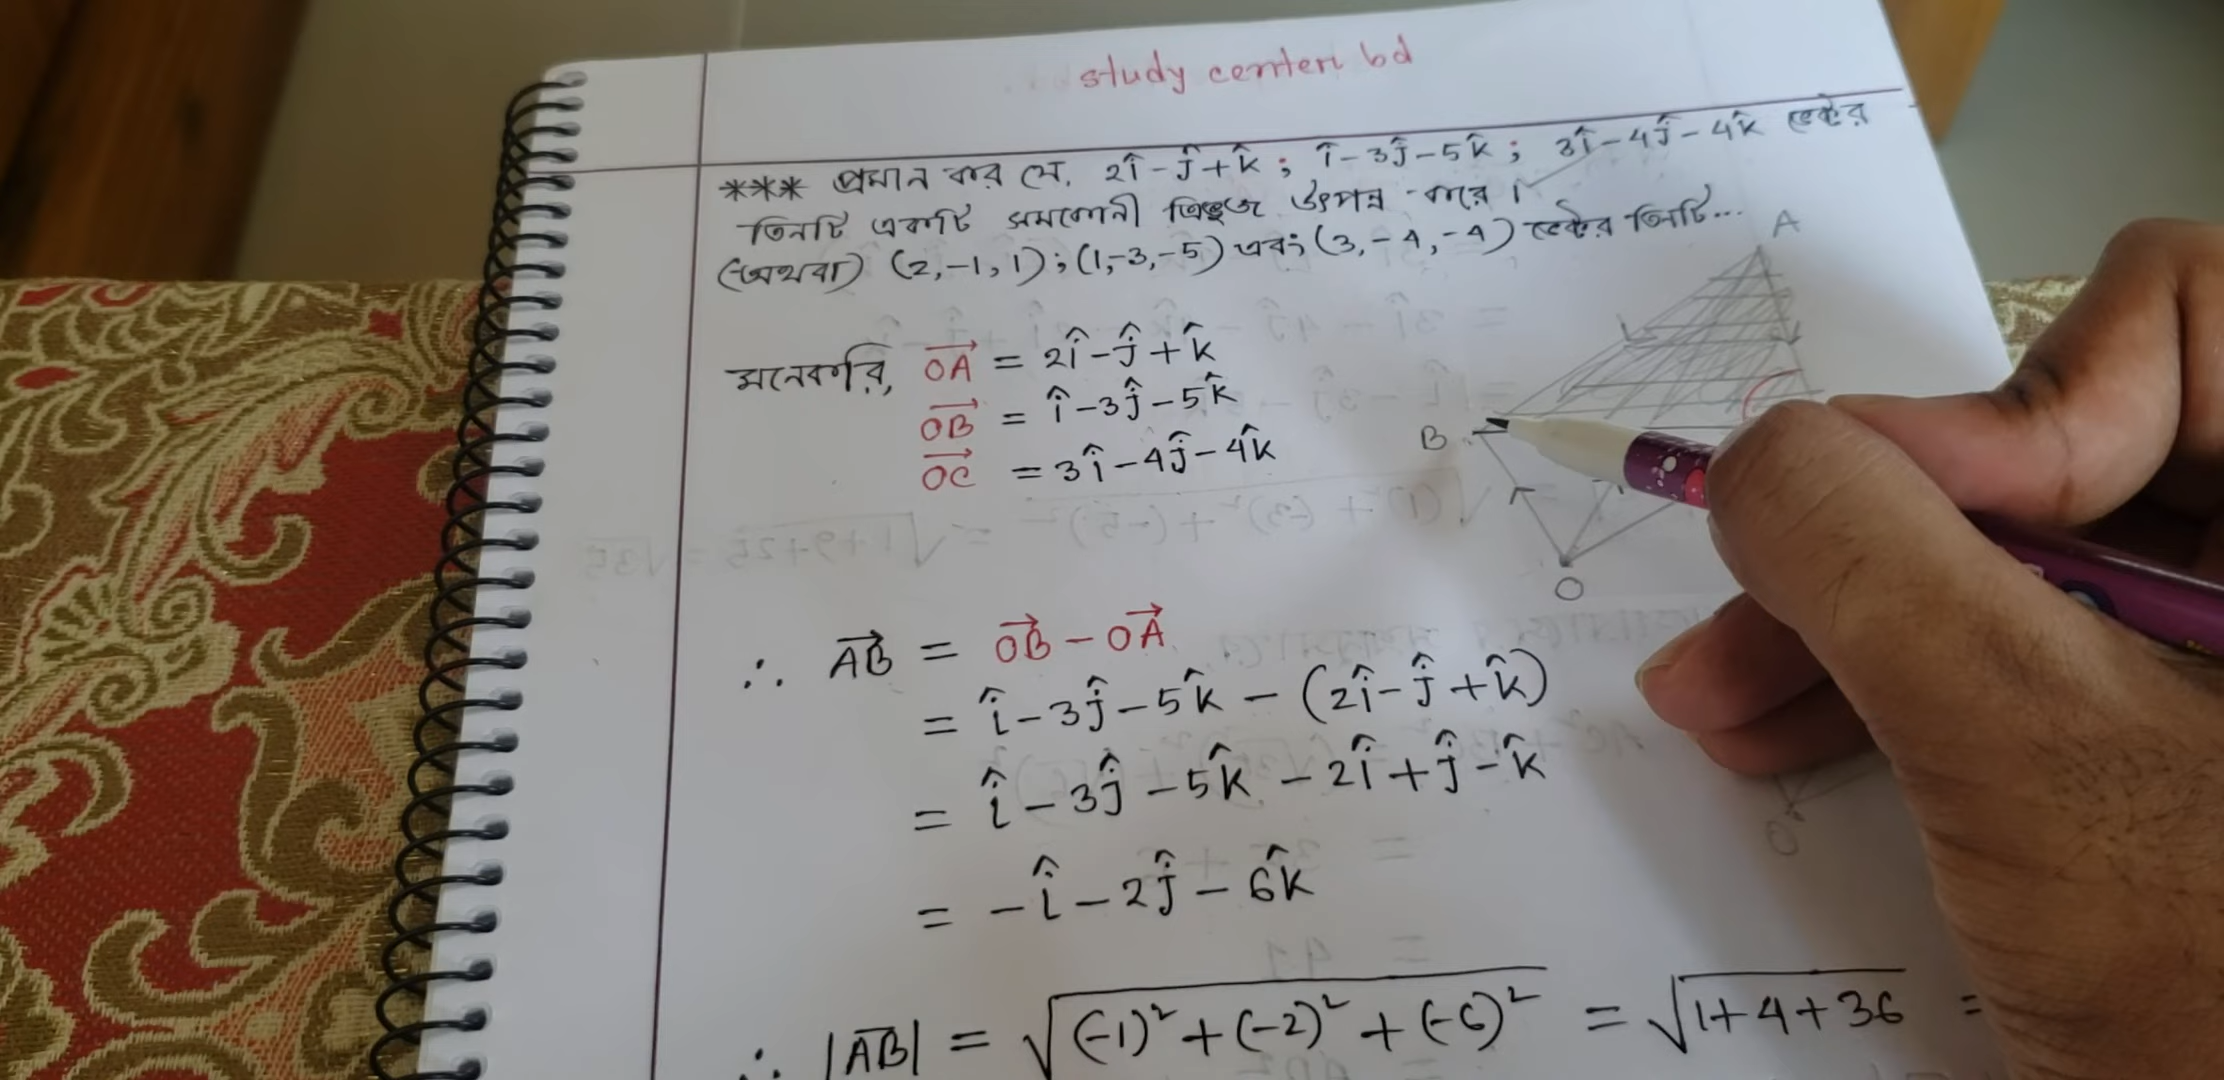 study center bd
*** প্রমান কর যে, 2î - ĵ + k̂ ; î - 3ĵ - 5k̂ ; 3î - 4ĵ - 4k̂ ভেক্টর
তিনটি একটি সমকোনী ত্রিভুজ উৎপন্ন করে।
(অথবা) (2, -1, 1) ; (1, -3, -5) এবং (3, -4, -4) ভেক্টর তিনটি...
A
মনেকরি, →OA = 2î - ĵ + k̂
→OB = î - 3ĵ - 5k̂
B
→OC = 3î - 4ĵ - 4k̂
O
∴ →AB = →OB - →OA
= î - 3ĵ - 5k̂ - (2î - ĵ + k̂)
= î - 3ĵ - 5k̂ - 2î + ĵ - k̂
= - î - 2ĵ - 6k̂
∴ |→AB| = √(-1)² + (-2)² + (-6)² = √1+4+36 =